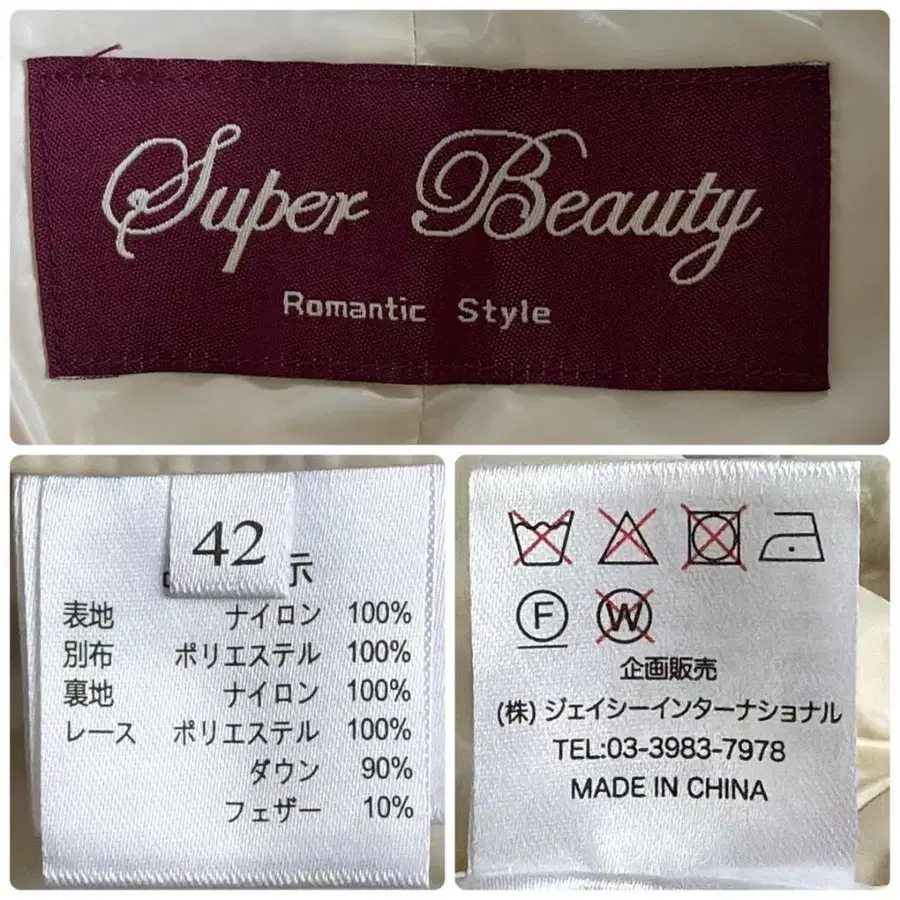 Super Beauty
Romantic Style
42
示
表地 ナイロン 100%
別布 ポリエステル 100%
裏地 ナイロン 100%
レース ポリエステル 100%
ダウン 90%
フェザー 10%
F W
企画販売
(株) ジェイシーインターナショナル
TEL:03-3983-7978
MADE IN CHINA